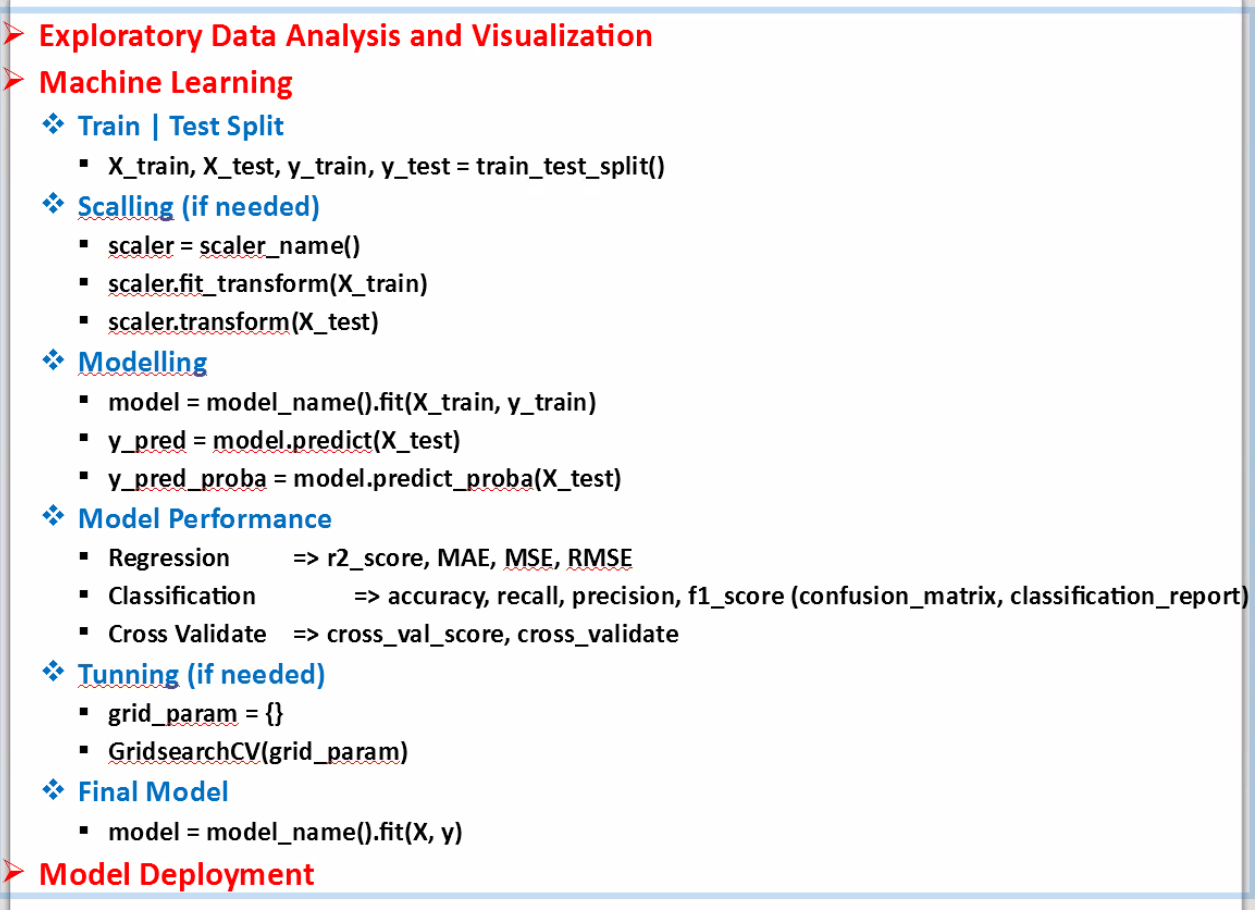 Exploratory Data Analysis and Visualization
Machine Learning
Train | Test Split
X_train, X_test, y_train, y_test = train_test_split()
Scalling (if needed)
scaler = scaler_name()
scaler.fit_transform(X_train)
scaler.transform(X_test)
Modelling
model = model_name().fit(X_train, y_train)
y_pred = model.predict(X_test)
y_pred_proba = model.predict_proba(X_test)
Model Performance
Regression => r2_score, MAE, MSE, RMSE
Classification => accuracy, recall, precision, f1_score (confusion_matrix, classification_report)
Cross Validate => cross_val_score, cross_validate
Tunning (if needed)
grid_param = {}
GridsearchCV(grid_param)
Final Model
model = model_name().fit(X, y)
Model Deployment